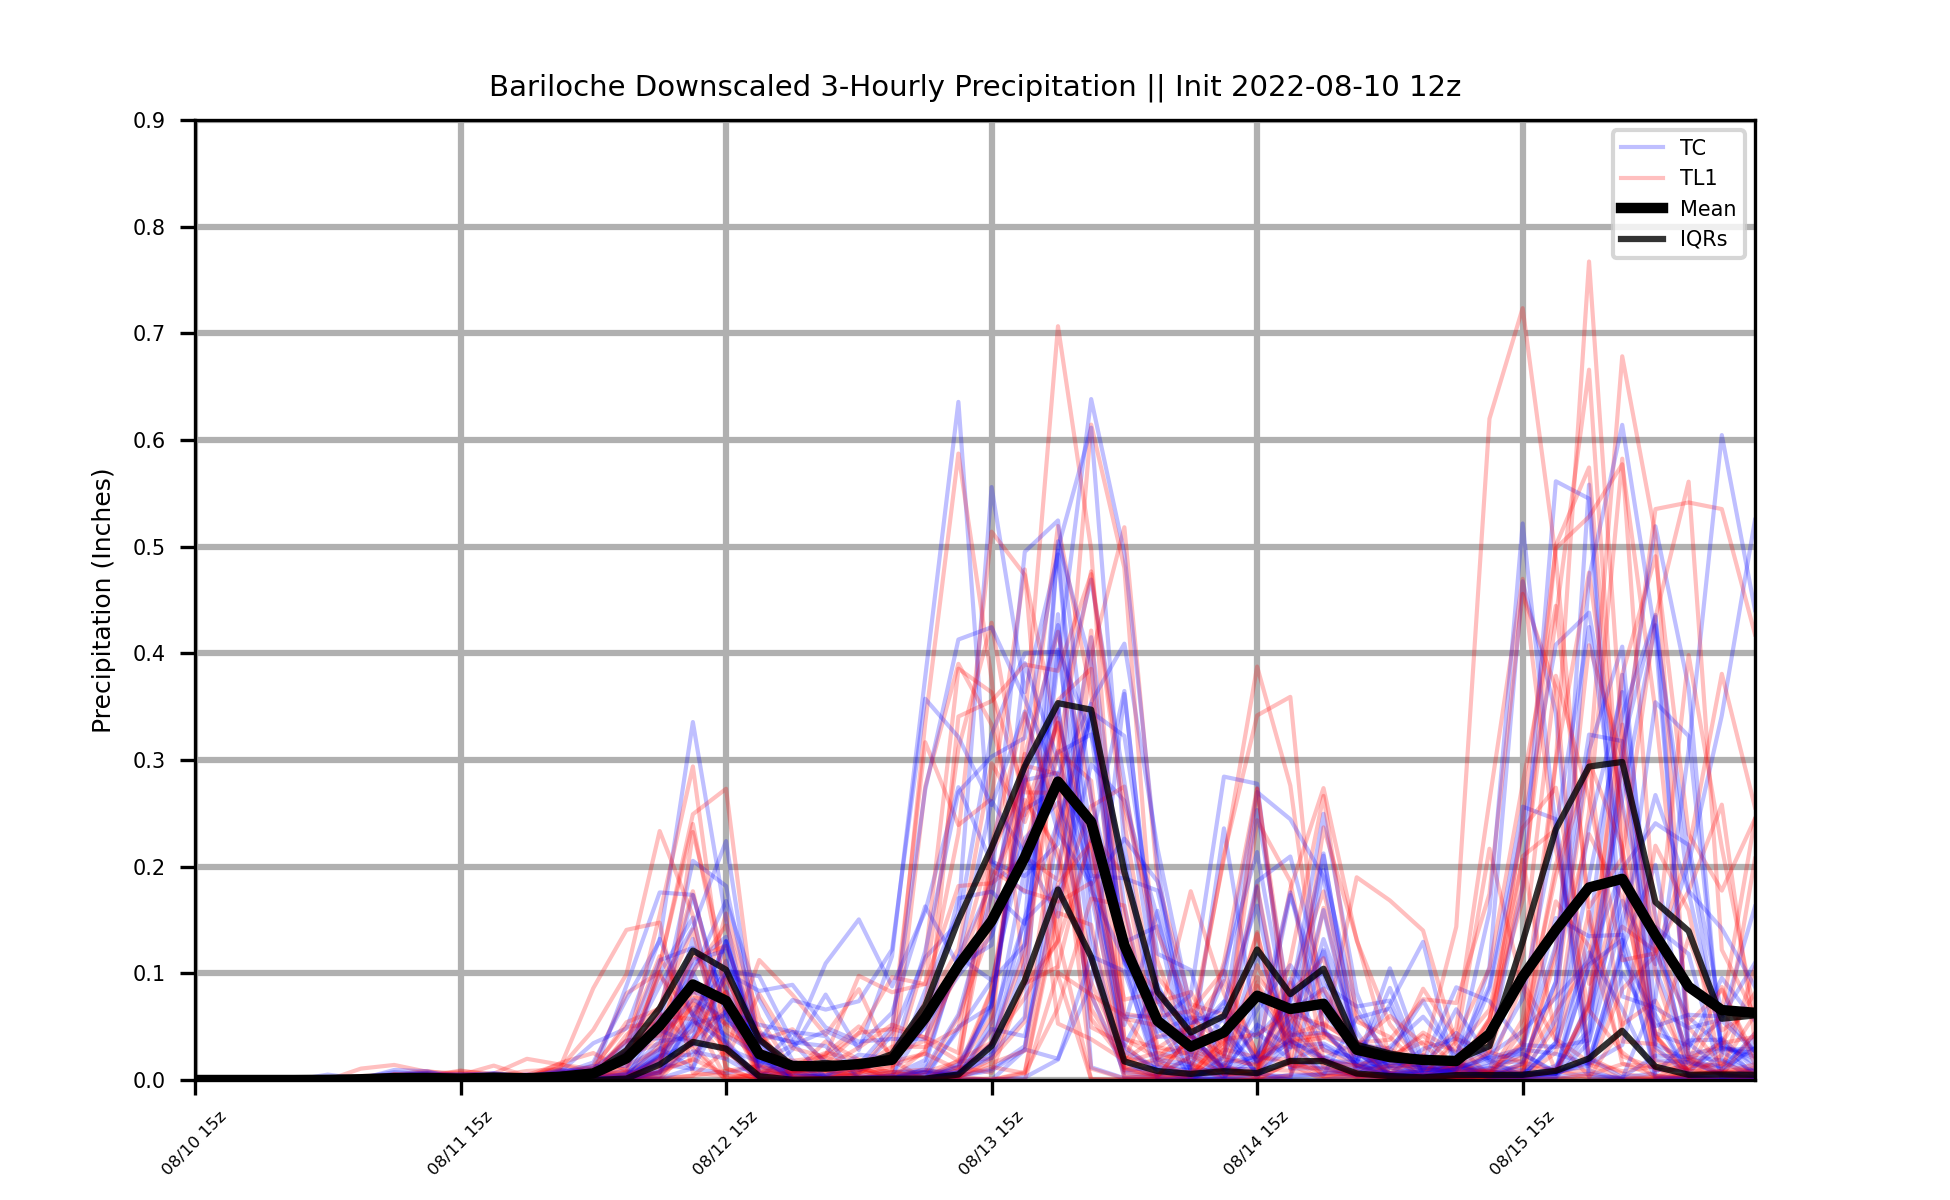 Bariloche Downscaled 3-Hourly Precipitation || Init 2022-08-10 12z
Precipitation (Inches)
0.9
0.8
0.7
0.6
0.5
0.4
0.3
0.2
0.1
0.0
TC
TL1
Mean
IQRs
08/10 15z
08/11 15z
08/12 15z
08/13 15z
08/14 15z
08/15 15z